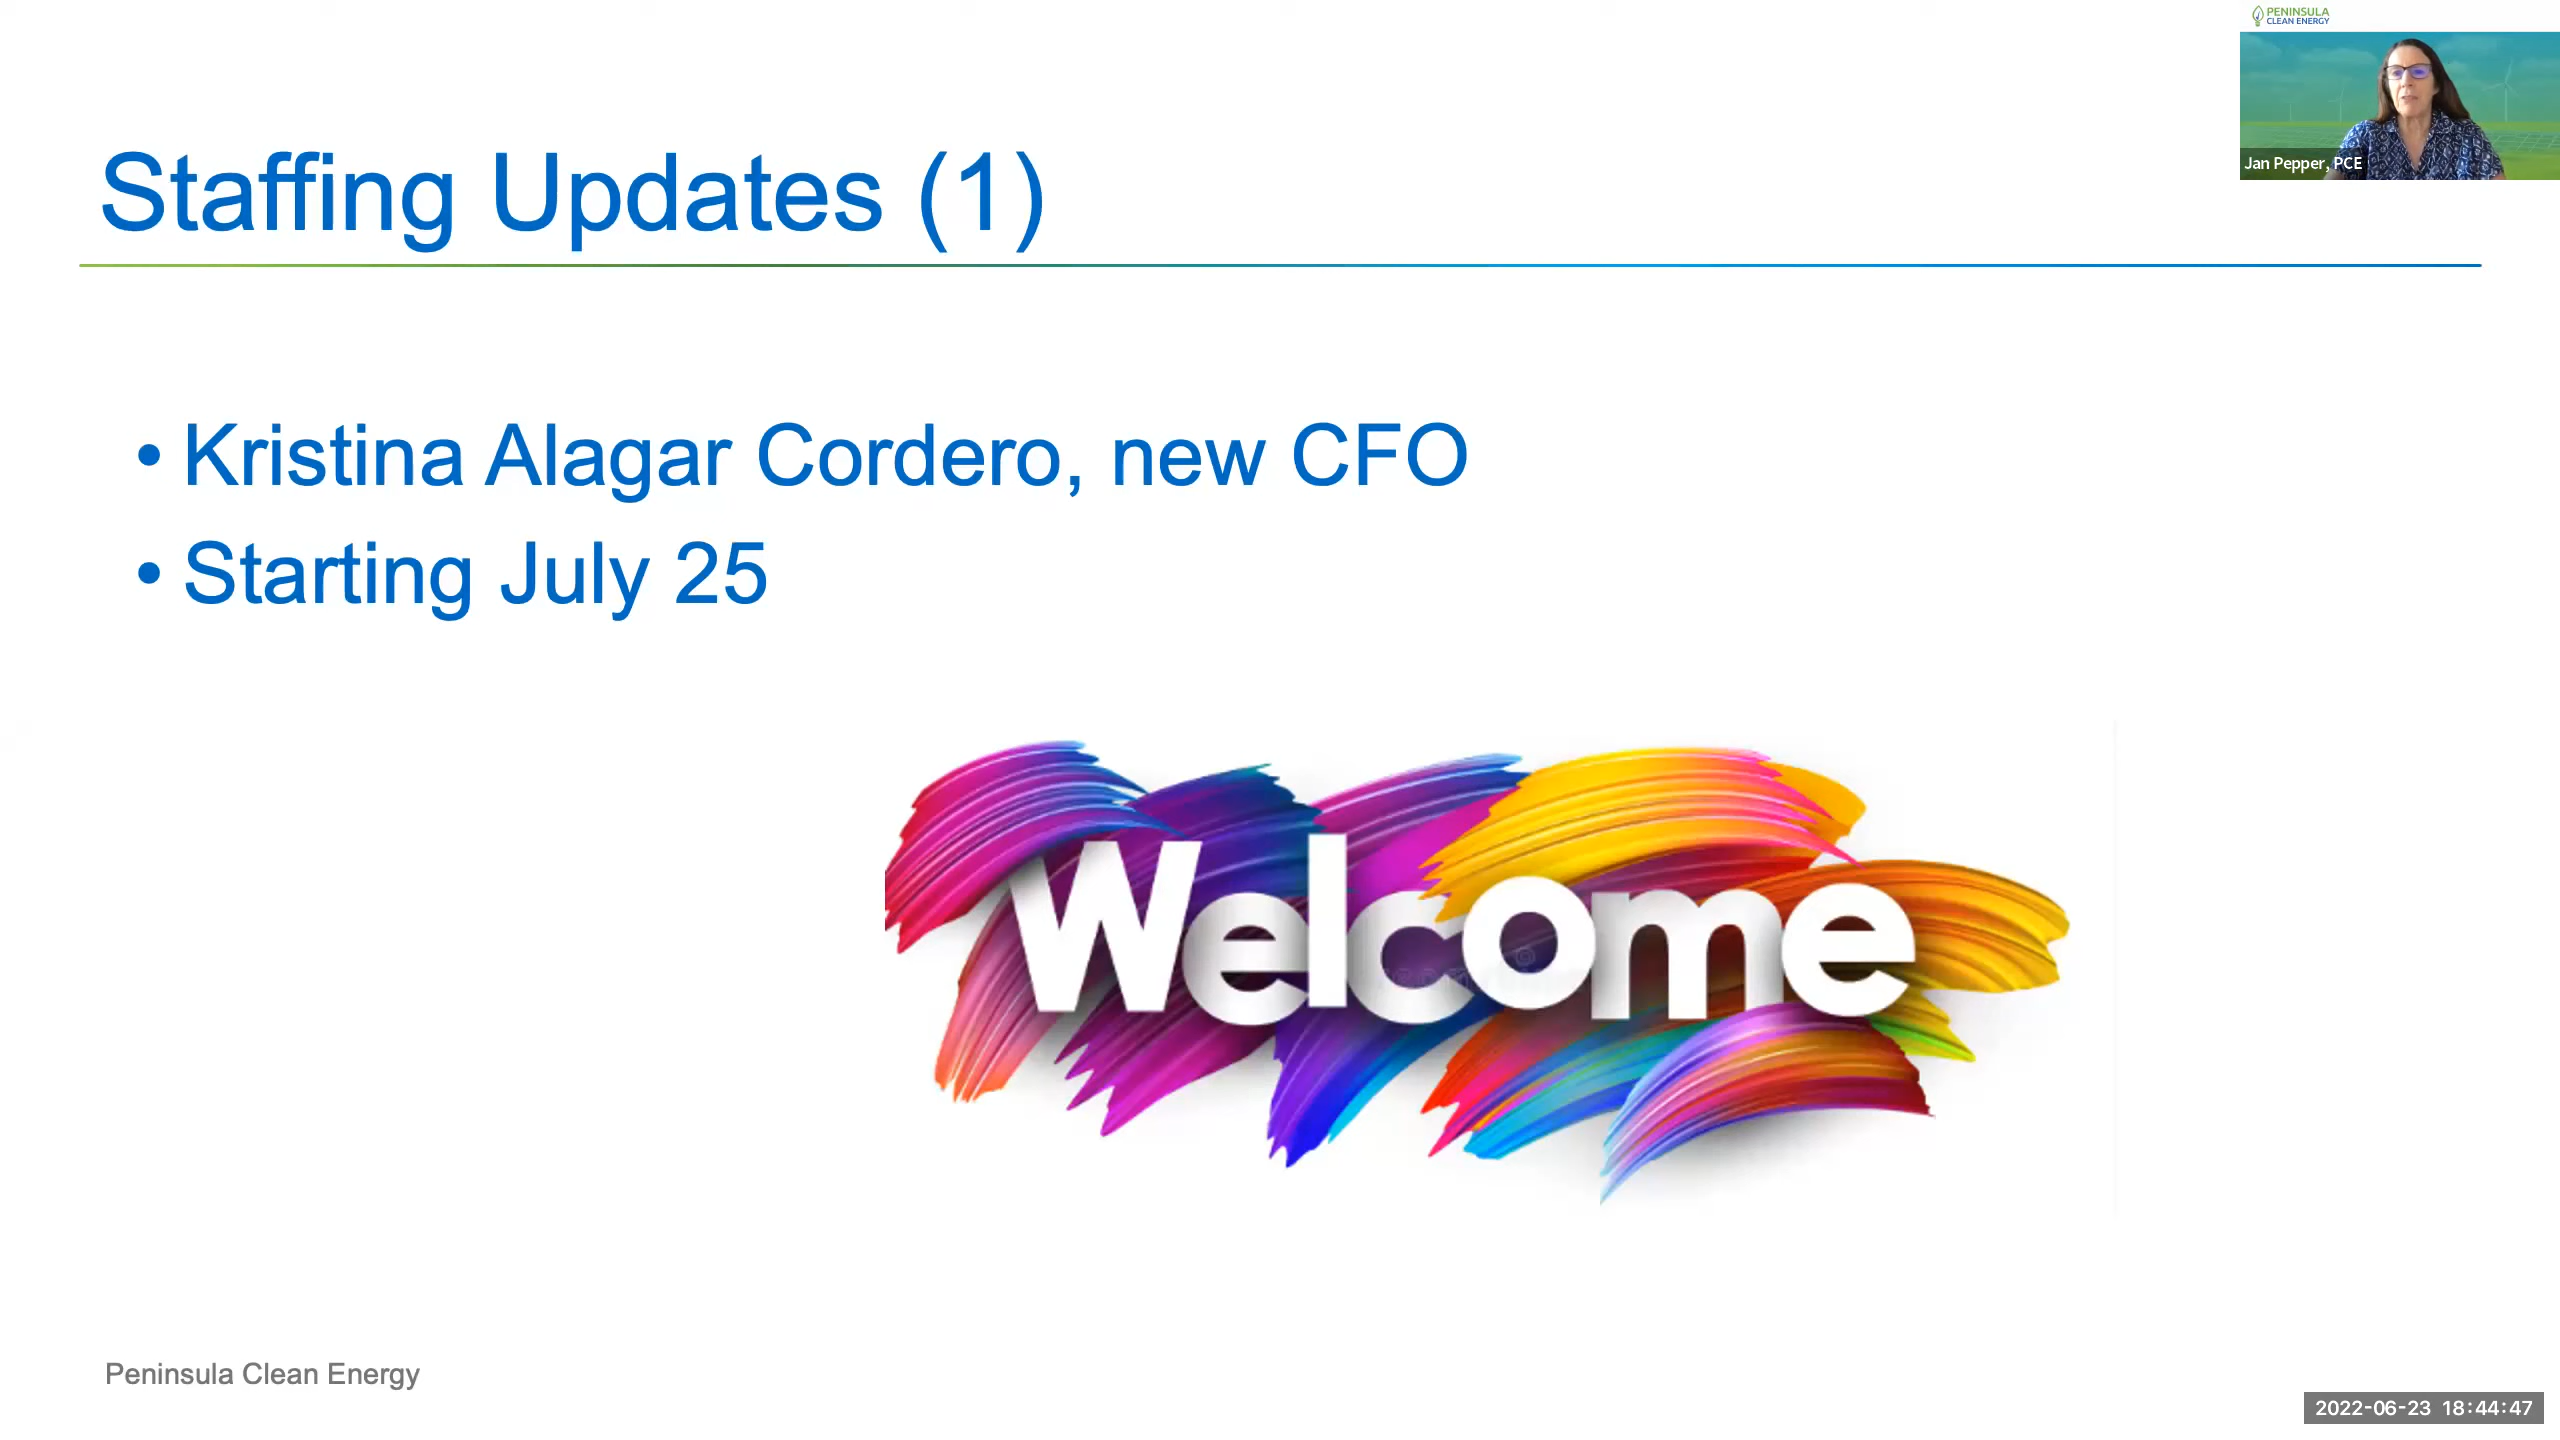 PENINSULA
CLEAN ENERGY
Jan Pepper, PCE
Staffing Updates (1)
• Kristina Alagar Cordero, new CFO
• Starting July 25
Welcome
Peninsula Clean Energy
2022-06-23 18:44:47